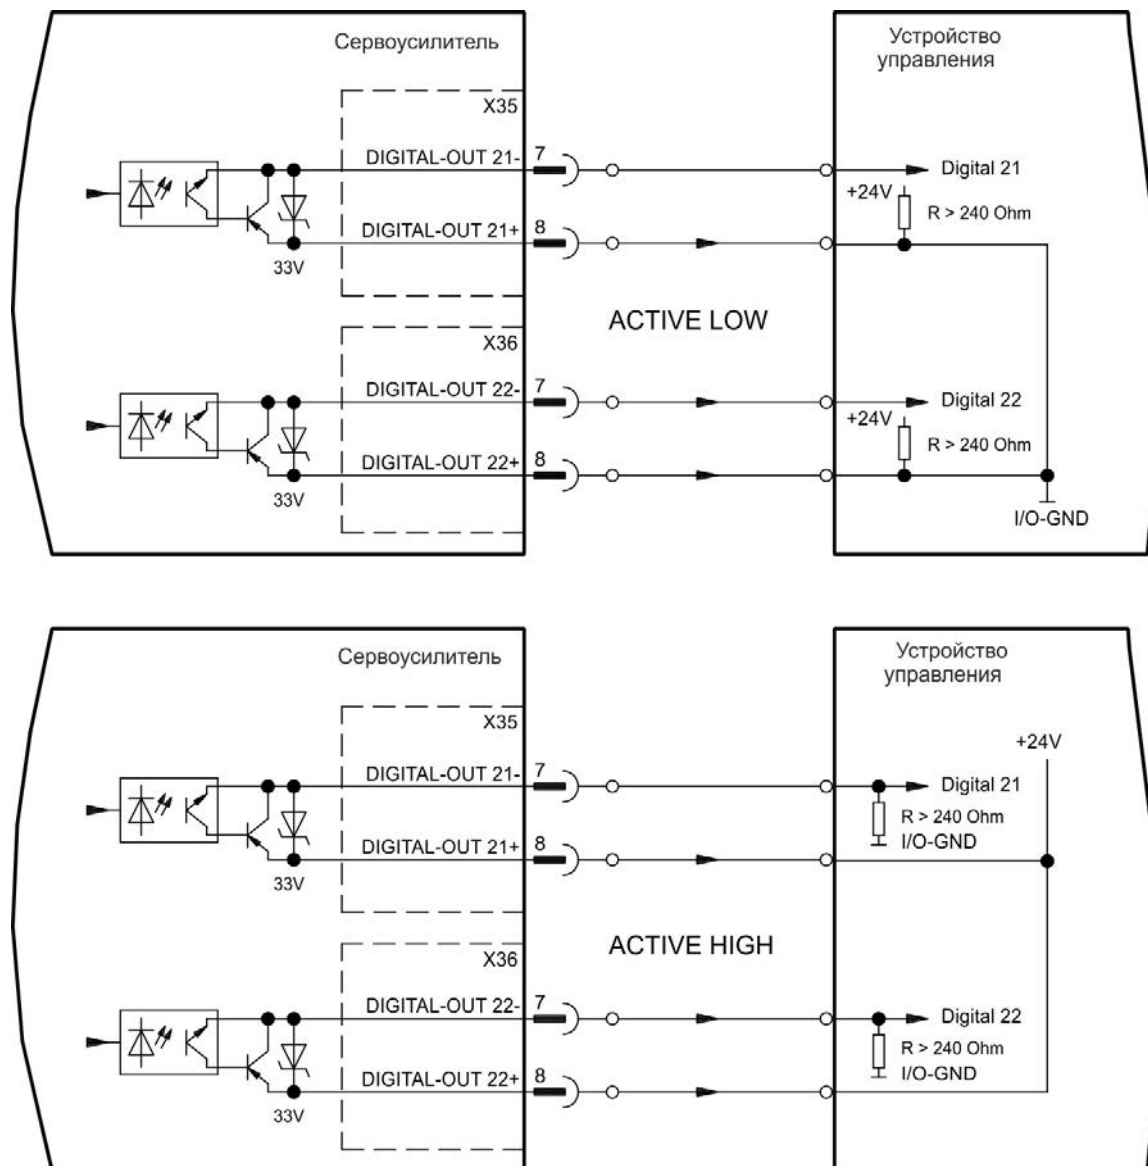 Сервоусилитель
Устройство
управления
X35
DIGITAL-OUT 21-
7
Digital 21
+24V
R > 240 Ohm
DIGITAL-OUT 21+
8
33V
ACTIVE LOW
X36
DIGITAL-OUT 22-
7
Digital 22
+24V
R > 240 Ohm
DIGITAL-OUT 22+
8
33V
I/O-GND
Сервоусилитель
Устройство
управления
X35
+24V
DIGITAL-OUT 21-
7
Digital 21
R > 240 Ohm
I/O-GND
DIGITAL-OUT 21+
8
33V
ACTIVE HIGH
X36
DIGITAL-OUT 22-
7
Digital 22
R > 240 Ohm
I/O-GND
DIGITAL-OUT 22+
8
33V